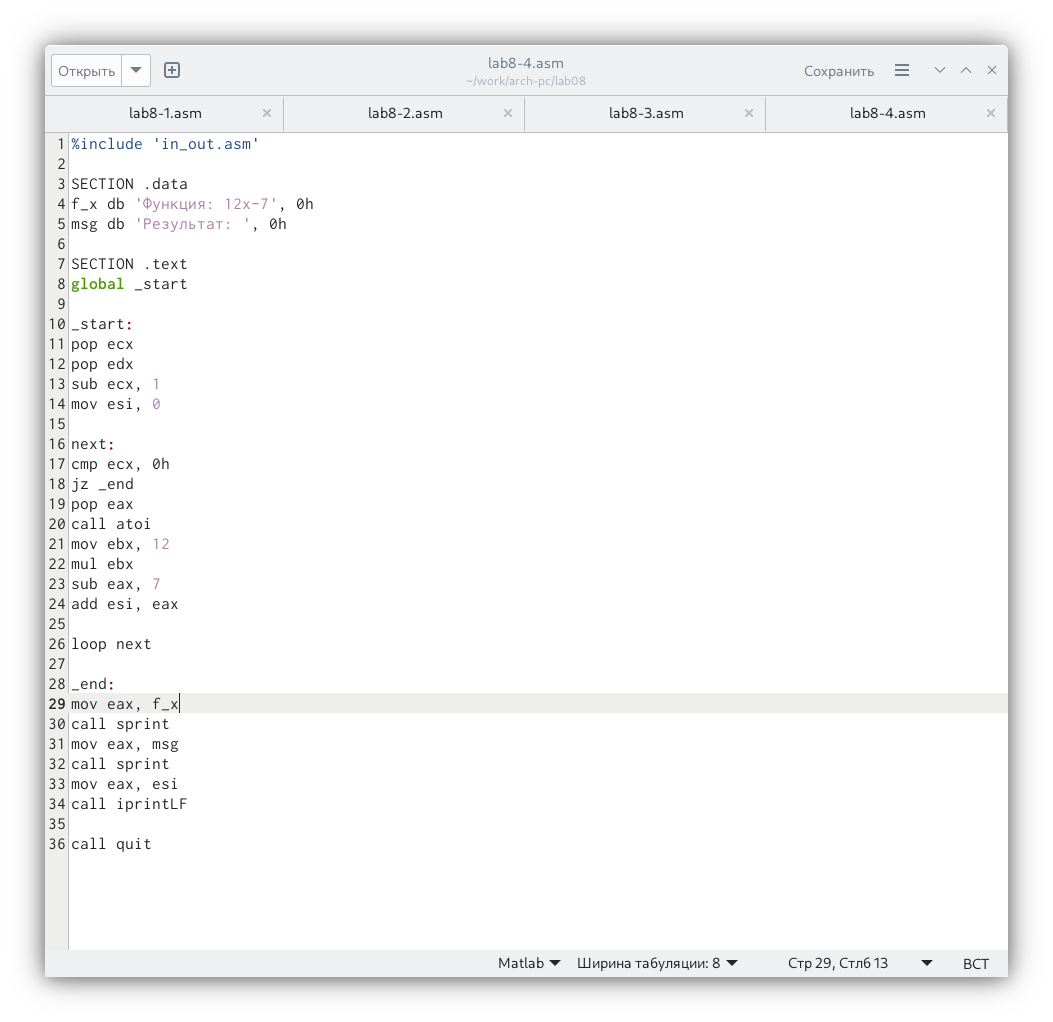 Открыть
lab8-4.asm
~/work/arch-pc/lab08
Сохранить
lab8-1.asm
lab8-2.asm
lab8-3.asm
lab8-4.asm
1 %include 'in_out.asm'
2
3 SECTION .data
4 f_x db 'Функция: 12x-7', 0h
5 msg db 'Результат: ', 0h
6
7 SECTION .text
8 global _start
9
10 _start:
11 pop ecx
12 pop edx
13 sub ecx, 1
14 mov esi, 0
15
16 next:
17 cmp ecx, 0h
18 jz _end
19 pop eax
20 call atoi
21 mov ebx, 12
22 mul ebx
23 sub eax, 7
24 add esi, eax
25
26 loop next
27
28 _end:
29 mov eax, f_x
30 call sprint
31 mov eax, msg
32 call sprint
33 mov eax, esi
34 call iprintLF
35
36 call quit
Matlab Ширина табуляции: 8 Стр 29, Стлб 13 ВСТ